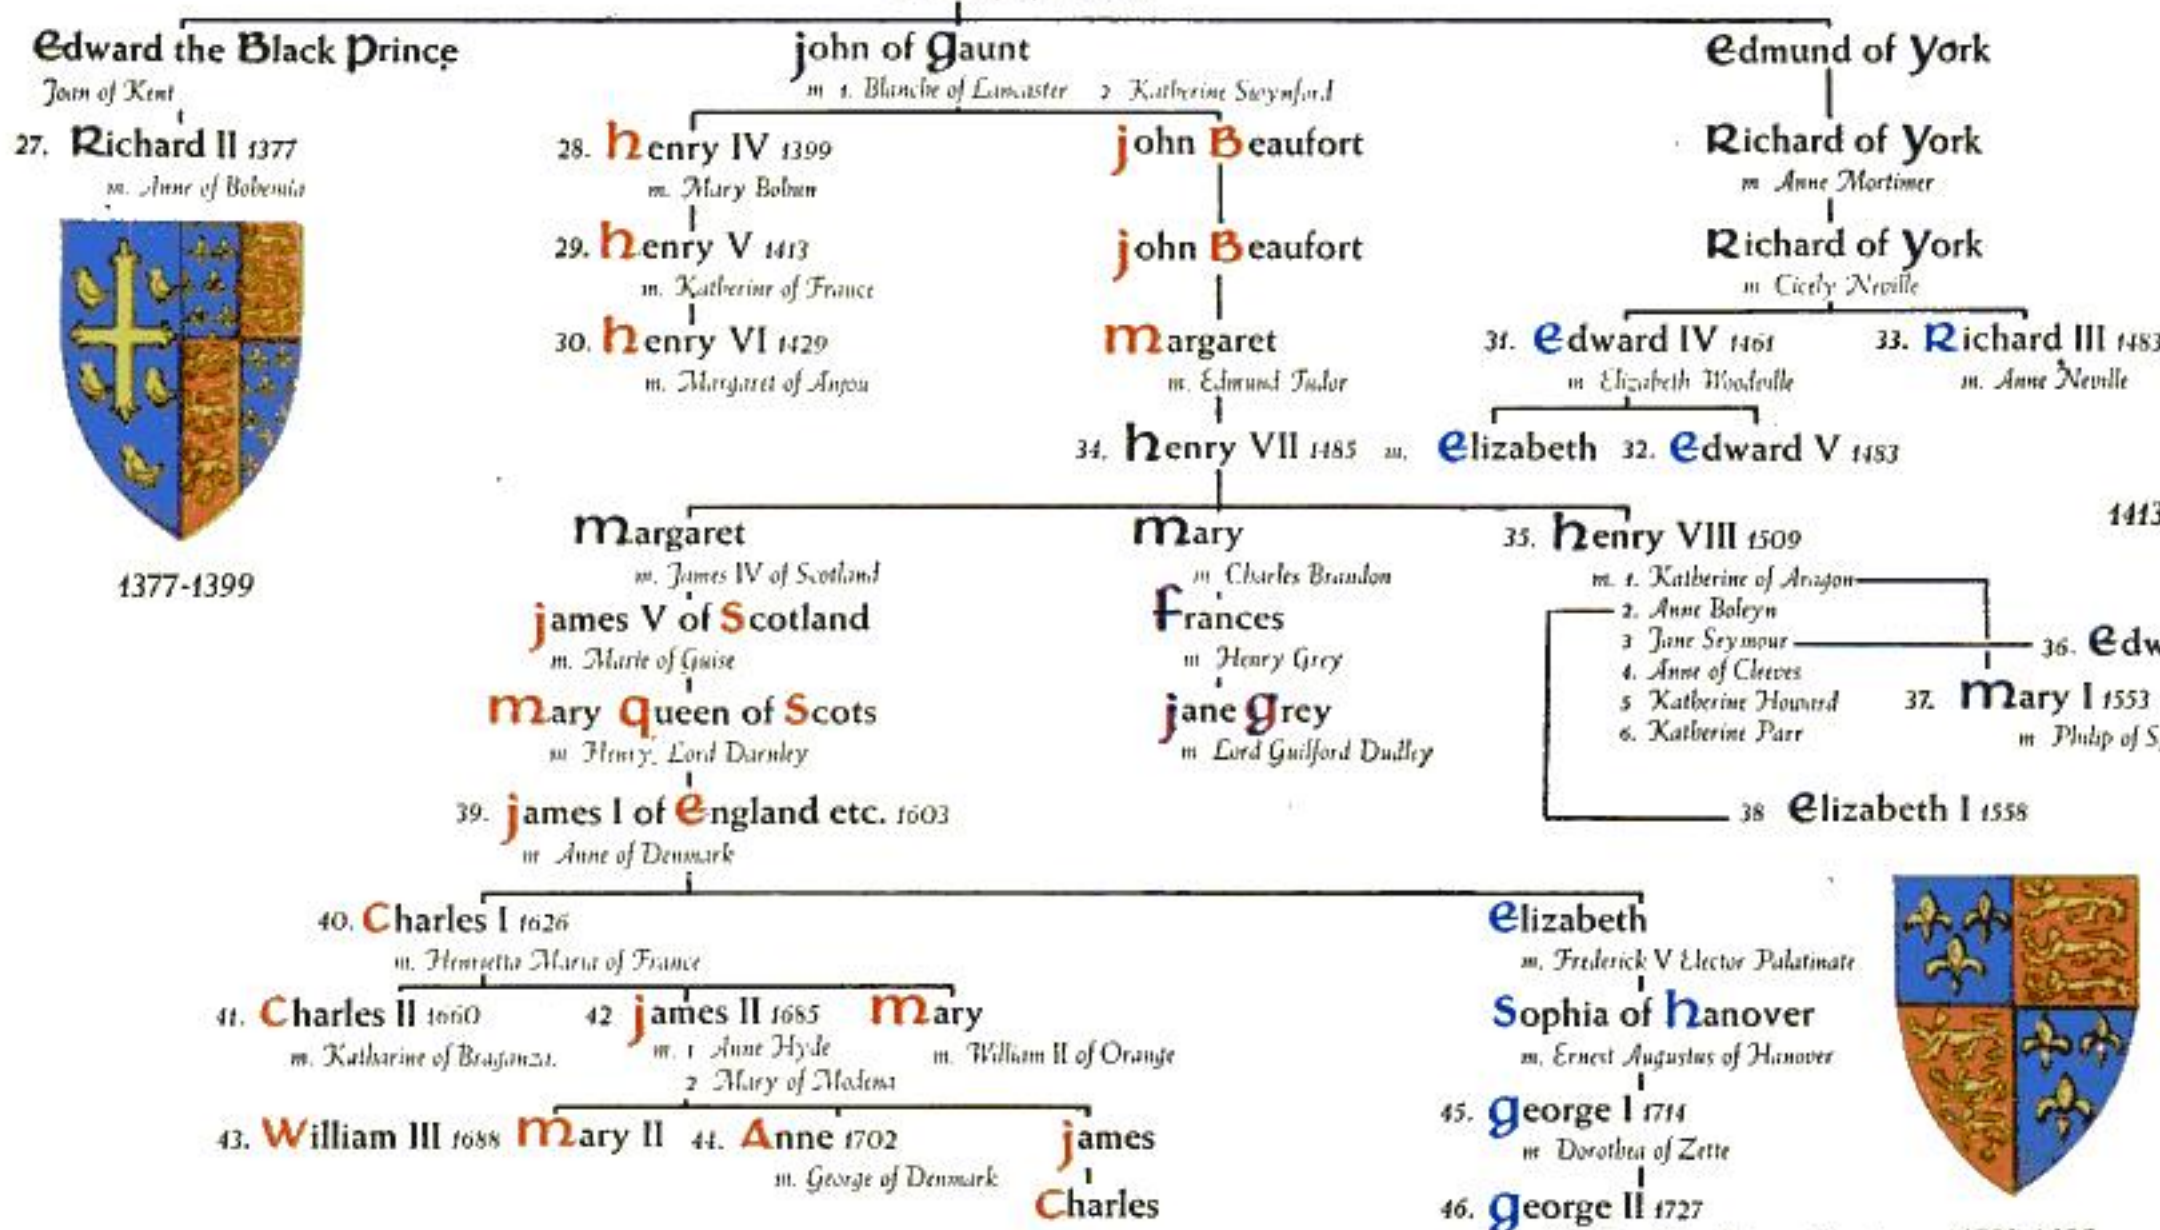 Edward the Black Prince
Joan of Kent
27. Richard II 1377
m. Anne of Bohemia
1377-1399
John of Gaunt
m 1. Blanche of Lancaster 2 Katherine Swynford
28. Henry IV 1399
m. Mary Bohun
29. Henry V 1413
m. Katherine of France
30. Henry VI 1429
m. Margaret of Anjou
John Beaufort
John Beaufort
Margaret
m. Edmund Tudor
34. Henry VII 1485 m.
Edmund of York
Richard of York
m Anne Mortimer
Richard of York
m Cicely Neville
31. Edward IV 1461
m Elizabeth Woodville
33. Richard III 1483
m. Anne Neville
Elizabeth
32. Edward V 1483
1413
Margaret
m. James IV of Scotland
James V of Scotland
m. Marie of Guise
Mary Queen of Scots
m Henry, Lord Darnley
39. James I of England etc. 1603
m Anne of Denmark
Mary
m Charles Brandon
Frances
m Henry Grey
Jane Grey
m Lord Guilford Dudley
35. Henry VIII 1509
m. 1. Katherine of Aragon
2. Anne Boleyn
3 Jane Seymour
4. Anne of Cleeves
5 Katherine Howard
6. Katherine Parr
36. Edw
37. Mary I 1553
m Philip of S
38 Elizabeth I 1558
40. Charles I 1626
m. Henrietta Maria of France
41. Charles II 1660
m. Katharine of Braganza.
42 James II 1685
m. 1 Anne Hyde
2 Mary of Modena
Mary
m. William II of Orange
43. William III 1688 Mary II
44. Anne 1702
m. George of Denmark
James
Charles
Elizabeth
m. Frederick V Elector Palatinate
Sophia of Hanover
m. Ernest Augustus of Hanover
45. George I 1714
m Dorothea of Zette
46. George II 1727